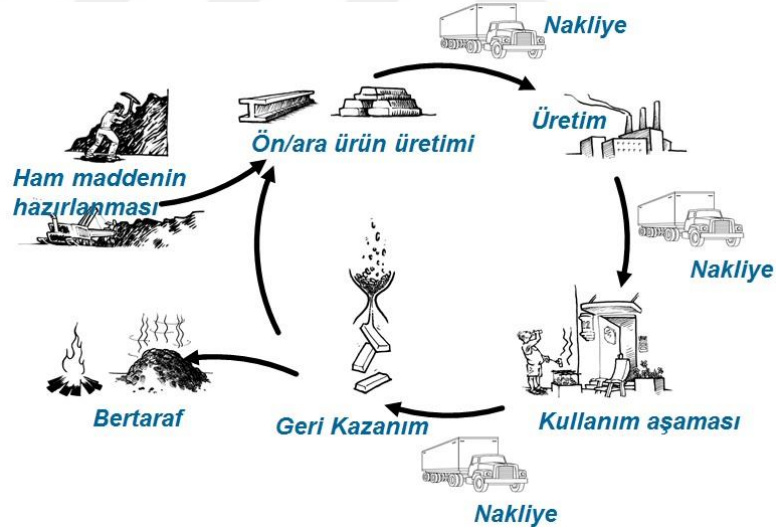 Nakliye
Üretim
Ön/ara ürün üretimi
Ham maddenin
hazırlanması
Nakliye
Bertaraf
Geri Kazanım
Kullanım aşaması
Nakliye